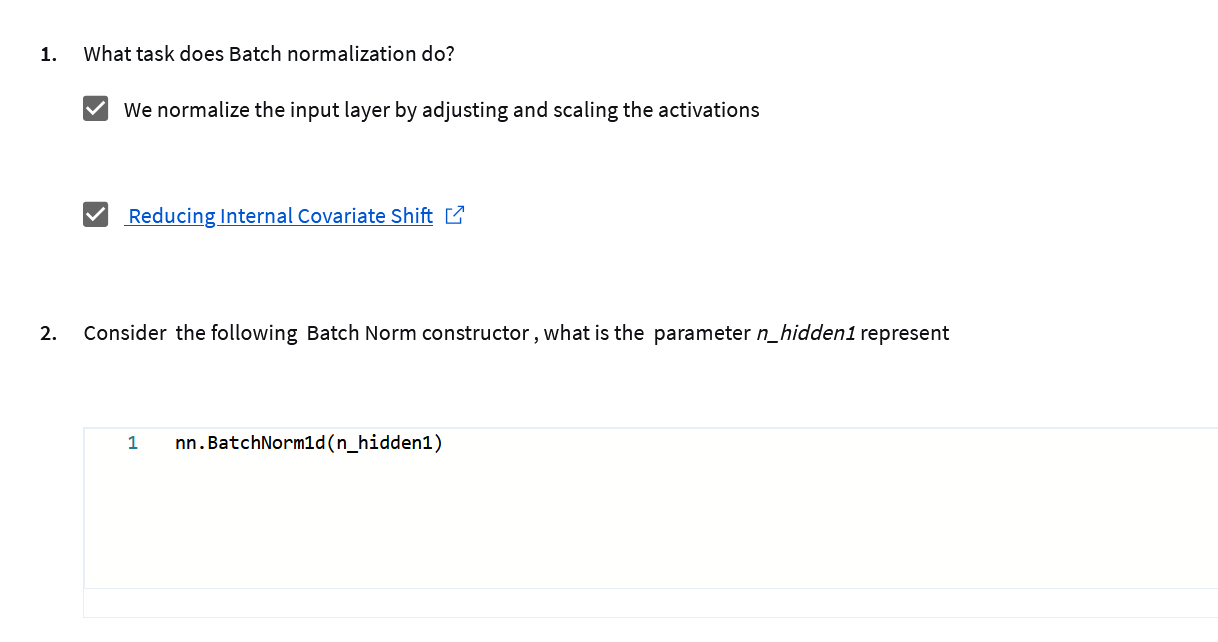 1. What task does Batch normalization do?
We normalize the input layer by adjusting and scaling the activations
Reducing Internal Covariate Shift
2. Consider the following Batch Norm constructor , what is the parameter n_hidden1 represent
1 nn.BatchNorm1d(n_hidden1)